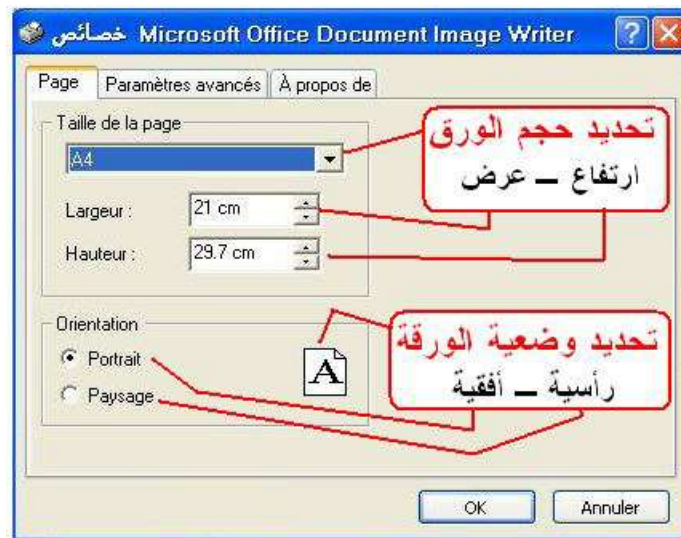 خصائص Microsoft Office Document Image Writer
Page Paramètres avancés À propos de
Taille de la page
A4
Largeur : 21 cm
Hauteur : 29.7 cm
تحديد حجم الورق
ارتفاع – عرض
Orientation
Portrait
Paysage
A
تحديد وضعية الورقة
رأسية – أفقية
OK Annuler